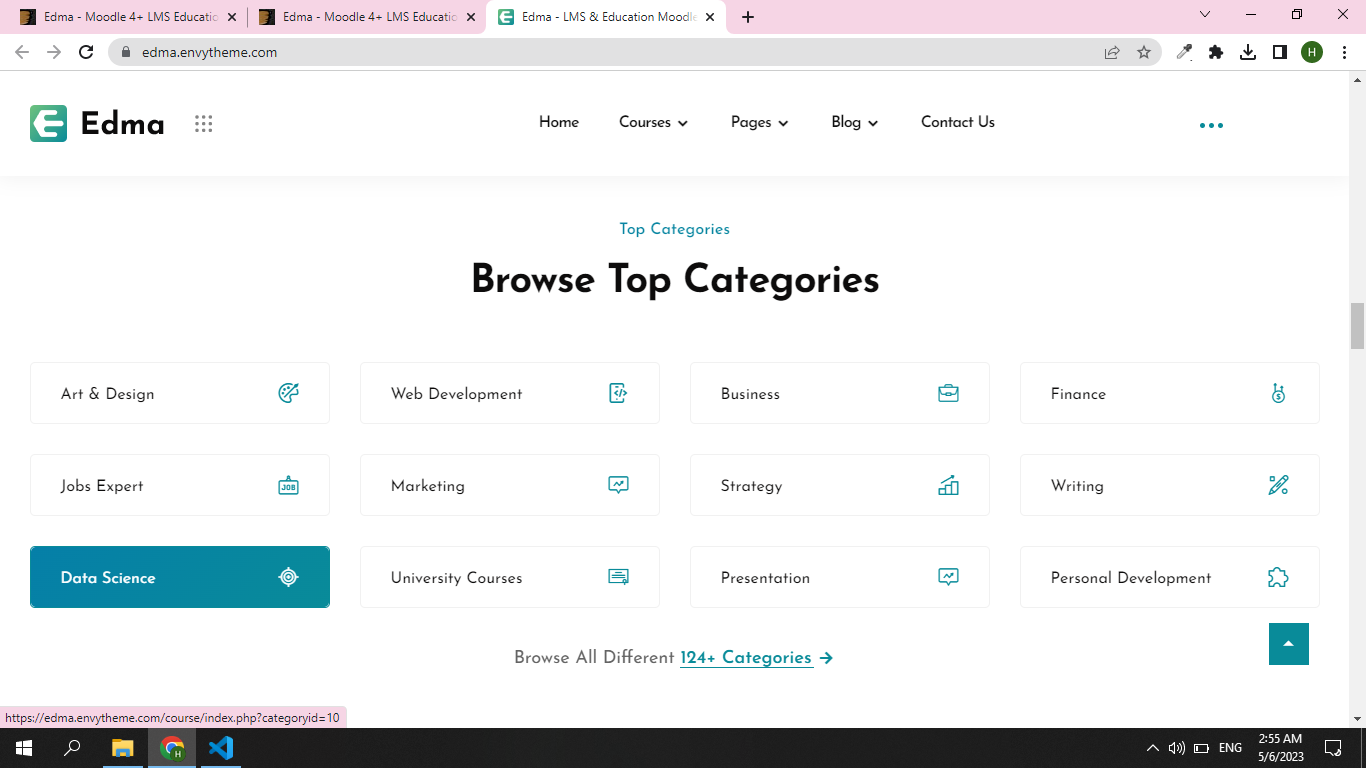 Edma - Moodle 4+ LMS Educatio
Edma - Moodle 4+ LMS Educatio
Edma - LMS & Education Moodle
edma.envytheme.com
H
Edma
Home
Courses
Pages
Blog
Contact Us
Top Categories
Browse Top Categories
Art & Design
Web Development
Business
Finance
Jobs Expert
JOB
Marketing
Strategy
Writing
Data Science
University Courses
Presentation
Personal Development
Browse All Different 124+ Categories
https://edma.envytheme.com/course/index.php?categoryid=10
H
ENG
2:55 AM
5/6/2023